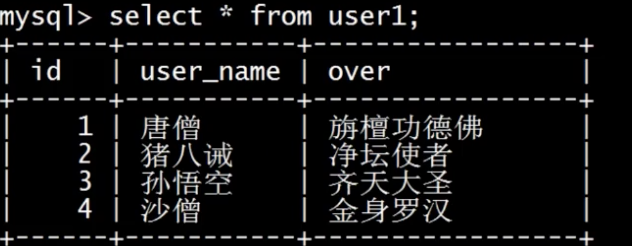 mysql> select * from user1;
+------+-----------+-----------------+
| id | user_name | over |
+------+-----------+-----------------+
| 1 | 唐僧 | 旃檀功德佛 |
| 2 | 猪八诫 | 净坛使者 |
| 3 | 孙悟空 | 齐天大圣 |
| 4 | 沙僧 | 金身罗汉 |
+------+-----------+-----------------+